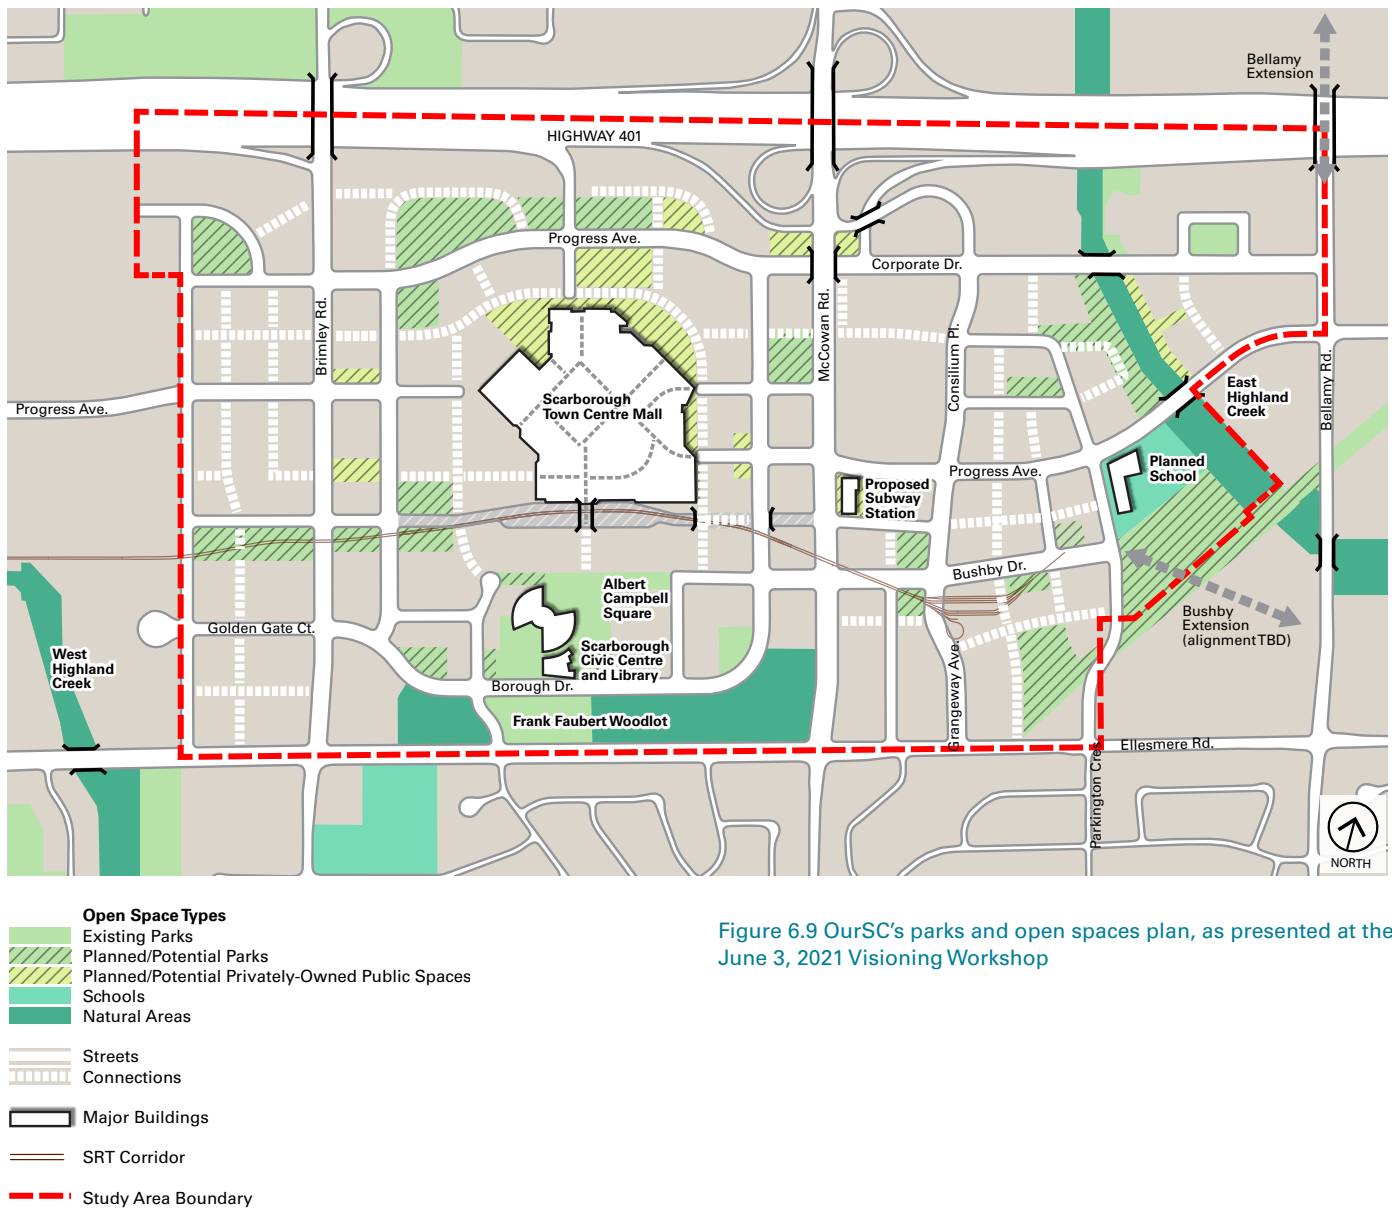 Bellamy
Extension
HIGHWAY 401
Progress Ave.
Corporate Dr.
Brimley Rd.
McCowan Rd.
Consilium Pl.
Bellamy Rd.
Progress Ave.
Scarborough
Town Centre Mall
East
Highland
Creek
Progress Ave.
Planned
School
Proposed
Subway
Station
Bushby Dr.
Albert
Campbell
Square
Bushby
Extension
(alignment TBD)
Golden Gate Ct.
West
Highland
Creek
Scarborough
Civic Centre
and Library
Borough Dr.
Grangeway Ave.
Frank Faubert Woodlot
Ellesmere Rd.
Parkington Cres.
NORTH
Open Space Types
Existing Parks
Planned/Potential Parks
Planned/Potential Privately-Owned Public Spaces
Schools
Natural Areas
Streets
Connections
Major Buildings
SRT Corridor
Study Area Boundary
Figure 6.9 OurSC's parks and open spaces plan, as presented at the
June 3, 2021 Visioning Workshop